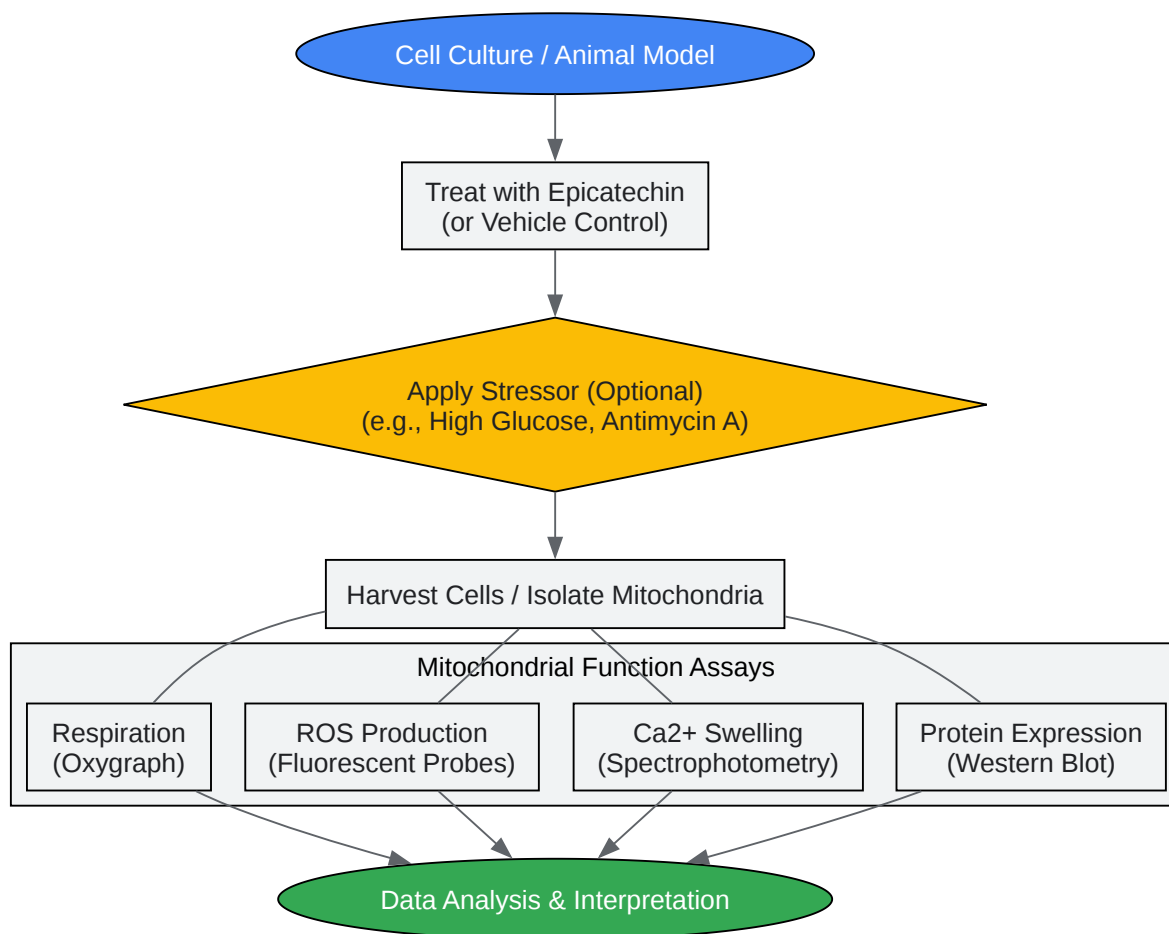 Cell Culture / Animal Model
Treat with Epicatechin
(or Vehicle Control)
Apply Stressor (Optional)
(e.g., High Glucose, Antimycin A)
Harvest Cells / Isolate Mitochondria
Mitochondrial Function Assays
Respiration
(Oxygraph)
ROS Production
(Fluorescent Probes)
Ca2+ Swelling
(Spectrophotometry)
Protein Expression
(Western Blot)
Data Analysis & Interpretation